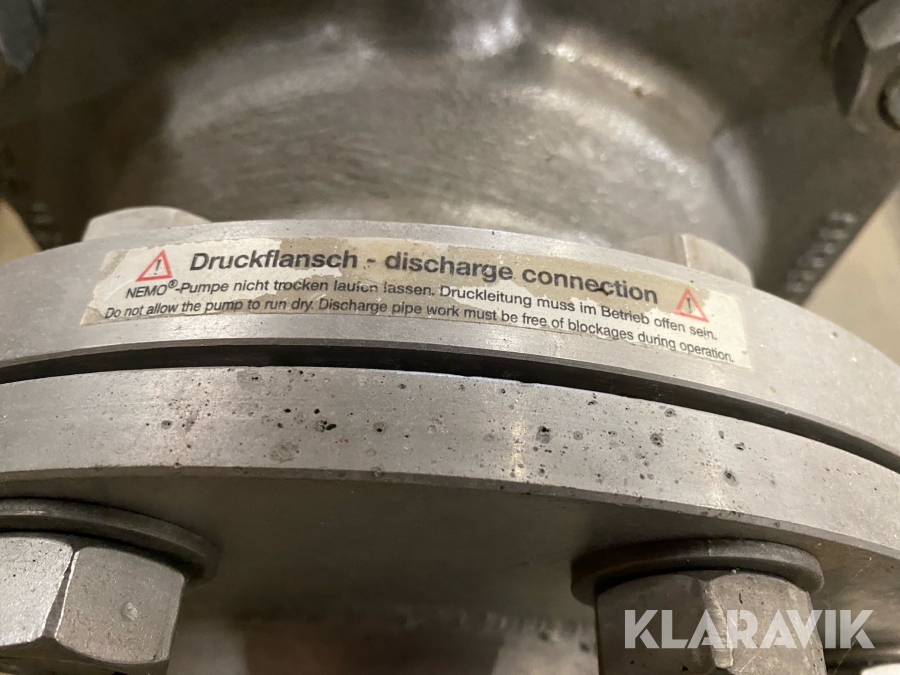 Druckflansch - discharge connection
NEMO®-Pumpe nicht trocken laufen lassen. Druckleitung muss im Betrieb offen sein.
Do not allow the pump to run dry. Discharge pipe work must be free of blockages during operation.
KLARAVIK